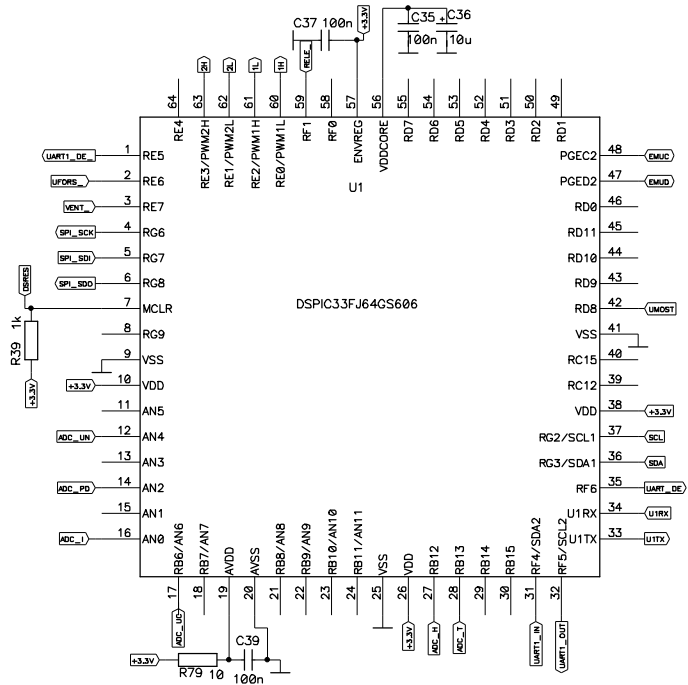 C37 100n
+3.3V
C35 + C36
100n 10u
2H
2L
1L
1H
RELE_
64 63 62 61 60 59 58 57 56 55 54 53 52 51 50 49
RE4
RE3/PWM2H
RE1/PWM2L
RE2/PWM1H
RE0/PWM1L
RF1
RF0
ENVREG
VDDCORE
RD7
RD6
RD5
RD4
RD3
RD2
RD1
U1
DSPIC33FJ64GS606
UART1_DE_ 1 RE5
UFORS_ 2 RE6
VENT_ 3 RE7
SPI_SCK 4 RG6
SPI_SDI 5 RG7
SPI_SDO 6 RG8
DSRES
7 MCLR
R39 1k
+3.3V
8 RG9
9 VSS
+3.3V 10 VDD
11 AN5
ADC_UN 12 AN4
13 AN3
ADC_PD 14 AN2
15 AN1
ADC_I 16 AN0
PGEC2 48 EMUC
PGED2 47 EMUD
RD0 46
RD11 45
RD10 44
RD9 43
RD8 42 UMOST
VSS 41
RC15 40
RC12 39
VDD 38 +3.3V
RG2/SCL1 37 SCL
RG3/SDA1 36 SDA
RF6 35 UART_DE
U1RX 34 U1RX
U1TX 33 U1TX
RB6/AN6
RB7/AN7
AVDD
AVSS
RB8/AN8
RB9/AN9
RB10/AN10
RB11/AN11
VSS
VDD
RB12
RB13
RB14
RB15
RF4/SDA2
RF5/SCL2
17 18 19 20 21 22 23 24 25 26 27 28 29 30 31 32
ADC_UC
+3.3V
ADC_H
ADC_T
UART1_IN
UART1_OUT
C39
100n
+3.3V
R79 10